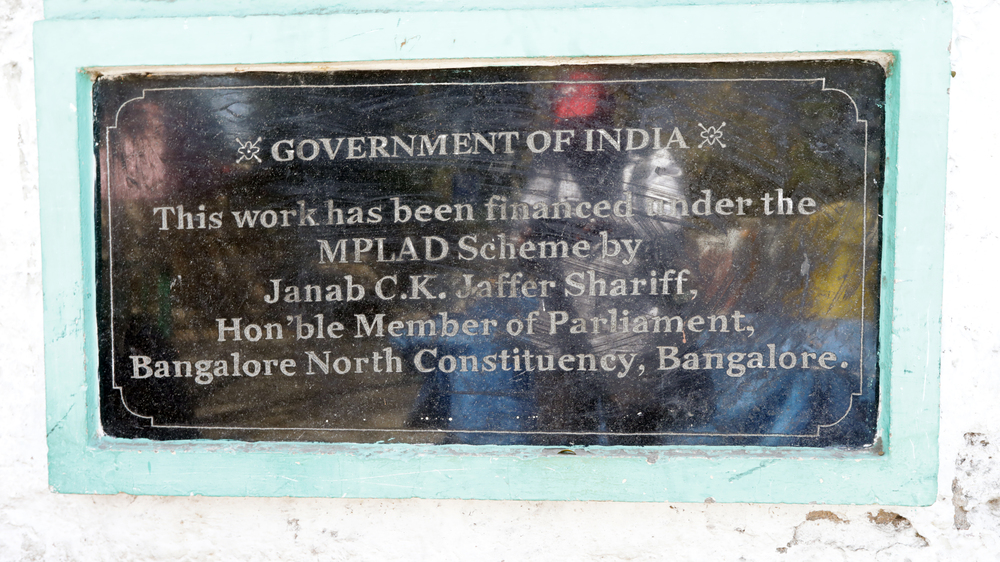 GOVERNMENT OF INDIA
This work has been financed under the
MPLAD Scheme by
Janab C.K. Jaffer Shariff,
Hon'ble Member of Parliament,
Bangalore North Constituency, Bangalore.